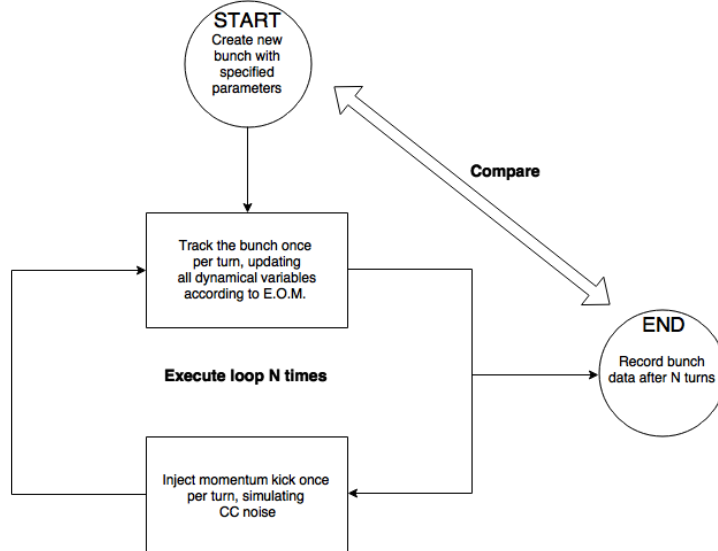 START
Create new
bunch with
specified
parameters
Compare
Track the bunch once
per turn, updating
all dynamical variables
according to E.O.M.
END
Record bunch
data after N turns
Execute loop N times
Inject momentum kick once
per turn, simulating
CC noise